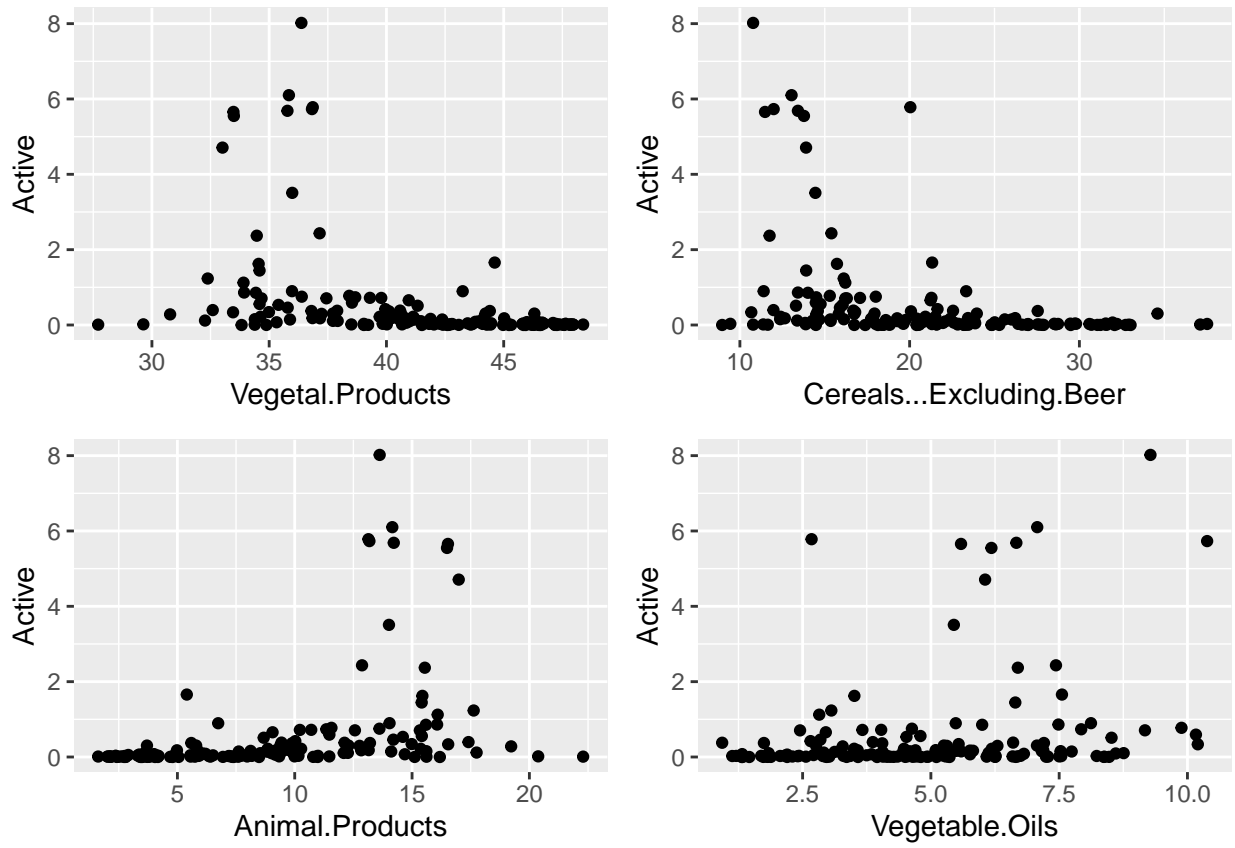 8
6
4
2
0
Active
30 35 40 45
Vegetal.Products
8
6
4
2
0
Active
10 20 30
Cereals...Excluding.Beer
8
6
4
2
0
Active
5 10 15 20
Animal.Products
8
6
4
2
0
Active
2.5 5.0 7.5 10.0
Vegetable.Oils